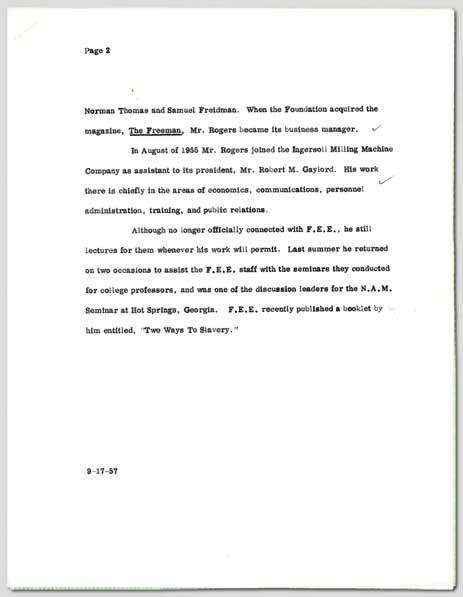 Page 2
Norman Thomas and Samuel Freidman. When the Foundation acquired the
magazine, The Freeman, Mr. Rogers became its business manager.
In August of 1955 Mr. Rogers joined the Ingersoll Milling Machine
Company as assistant to its president, Mr. Robert M. Gaylord. His work
there is chiefly in the areas of economics, communications, personnel
administration, training, and public relations.
Although no longer officially connected with F.E.E., he still
lectures for them whenever his work will permit. Last summer he returned
on two occasions to assist the F.E.E. staff with the seminars they conducted
for college professors, and was one of the discussion leaders for the N.A.M.
Seminar at Hot Springs, Georgia. F.E.E. recently published a booklet by
him entitled, "Two Ways To Slavery."
9-17-57